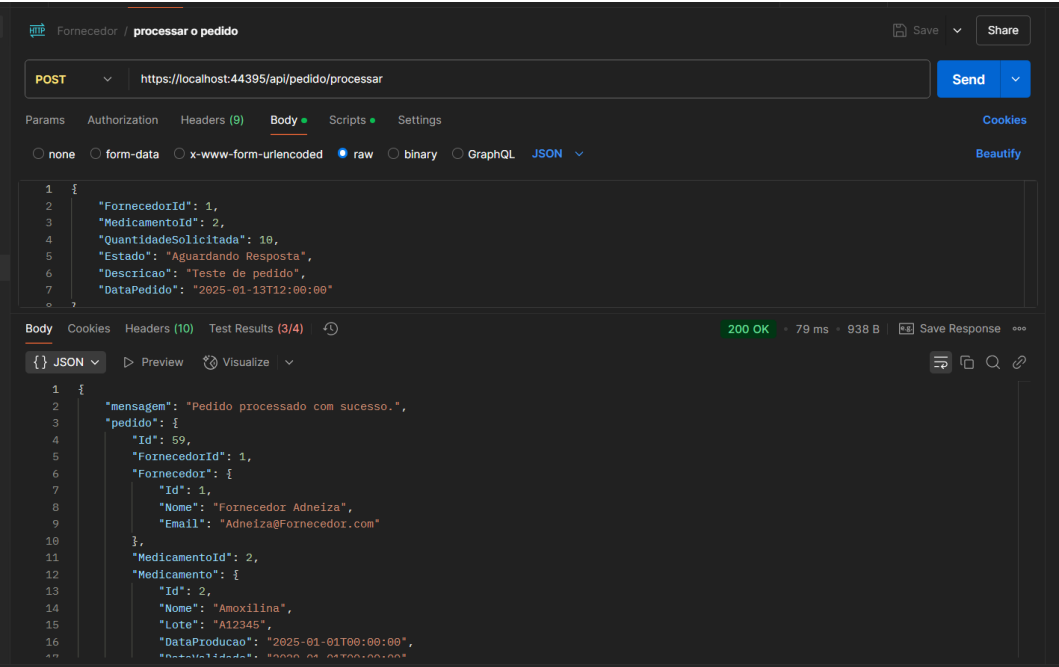 HTTP Fornecedor / processar o pedido Save Share
POST https://localhost:44395/api/pedido/processar Send
Params Authorization Headers (9) Body Scripts Settings Cookies
none form-data x-www-form-urlencoded raw binary GraphQL JSON Beautify
1 {
2 "FornecedorId": 1,
3 "MedicamentoId": 2,
4 "QuantidadeSolicitada": 10,
5 "Estado": "Aguardando Resposta",
6 "Descricao": "Teste de pedido",
7 "DataPedido": "2025-01-13T12:00:00"
8 }
Body Cookies Headers (10) Test Results (3/4) 200 OK 79 ms 938 B e.g. Save Response
{} JSON Preview Visualize
1 {
2 "mensagem": "Pedido processado com sucesso.",
3 "pedido": {
4 "Id": 59,
5 "FornecedorId": 1,
6 "Fornecedor": {
7 "Id": 1,
8 "Nome": "Fornecedor Adneiza",
9 "Email": "Adneiza@Fornecedor.com"
10 },
11 "MedicamentoId": 2,
12 "Medicamento": {
13 "Id": 2,
14 "Nome": "Amoxilina",
15 "Lote": "A12345",
16 "DataProducao": "2025-01-01T00:00:00",